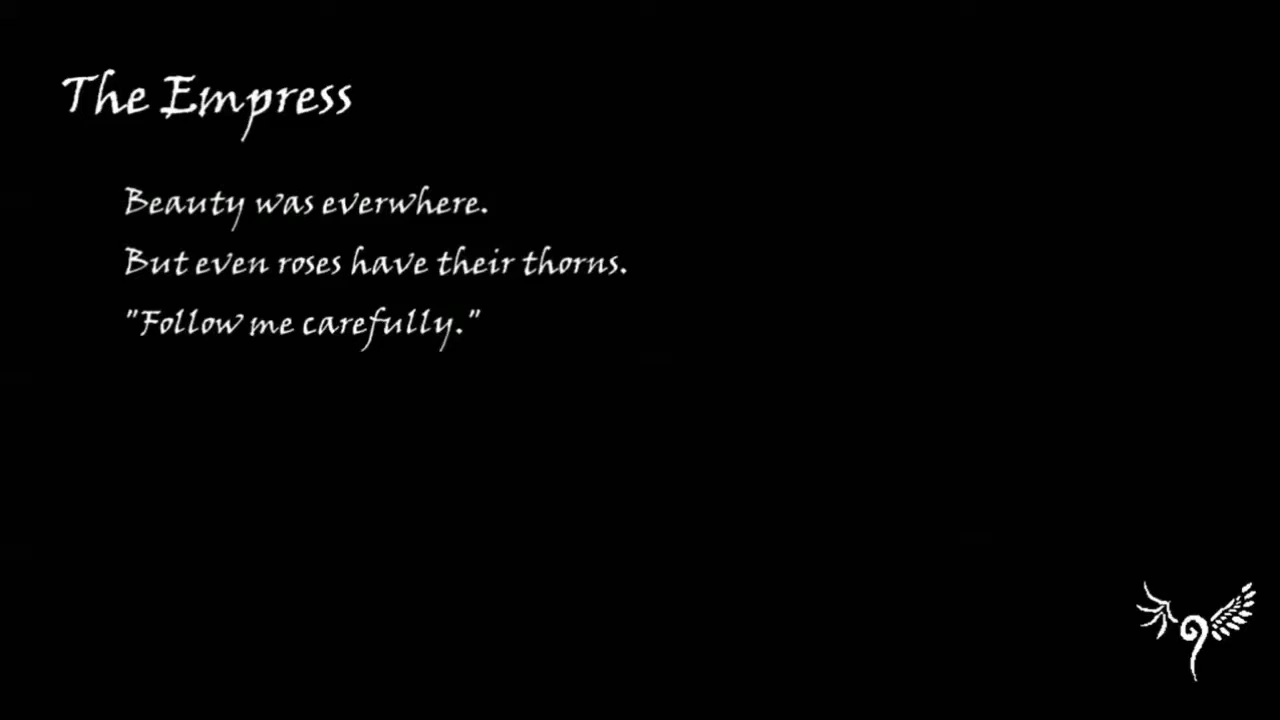 The Empress
Beauty was everwhere.
But even roses have their thorns.
"Follow me carefully."